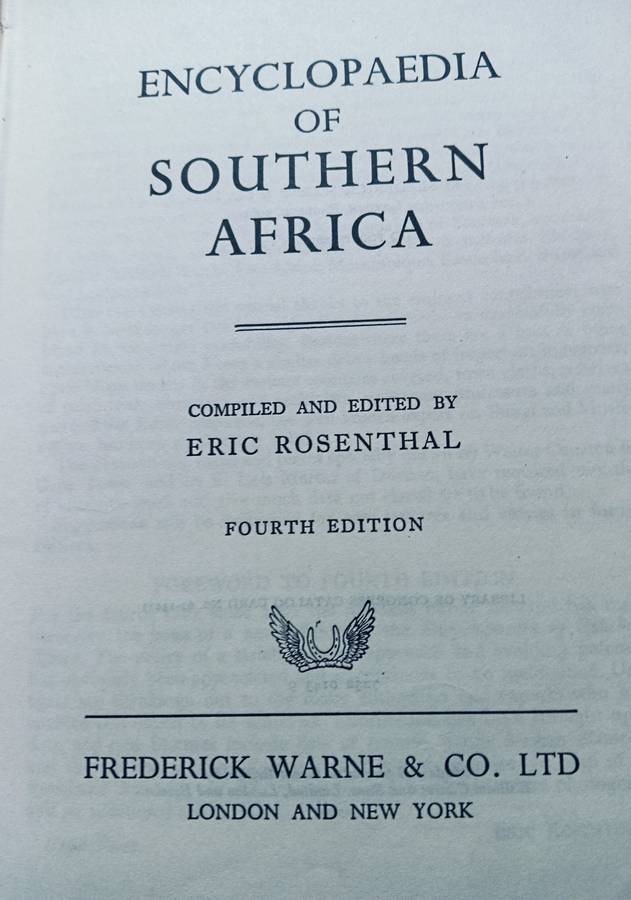 ENCYCLOPAEDIA
OF
SOUTHERN
AFRICA
COMPILED AND EDITED BY
ERIC ROSENTHAL
FOURTH EDITION
FREDERICK WARNE & CO. LTD
LONDON AND NEW YORK